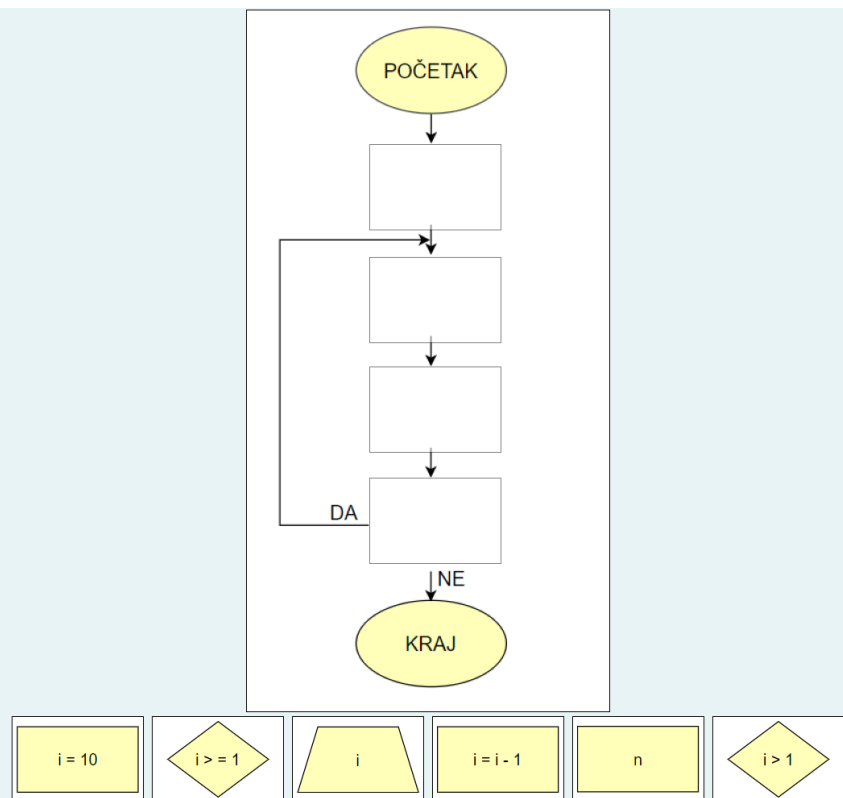 POČETAK
DA
NE
KRAJ
i = 10
i > = 1
i
i = i - 1
n
i > 1